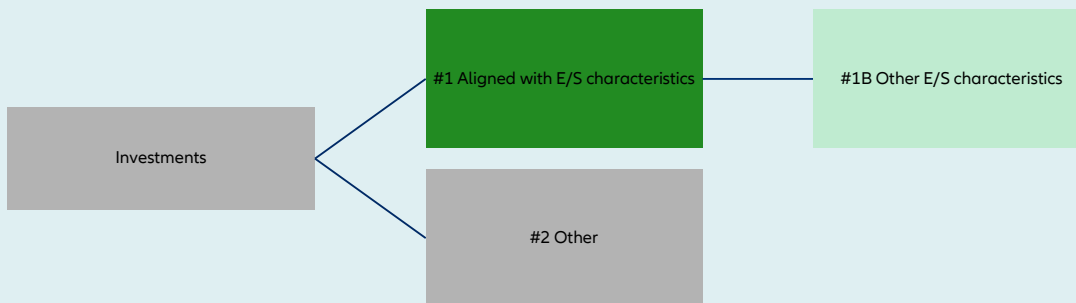 #1 Aligned with E/S characteristics
#1B Other E/S characteristics
Investments
#2 Other